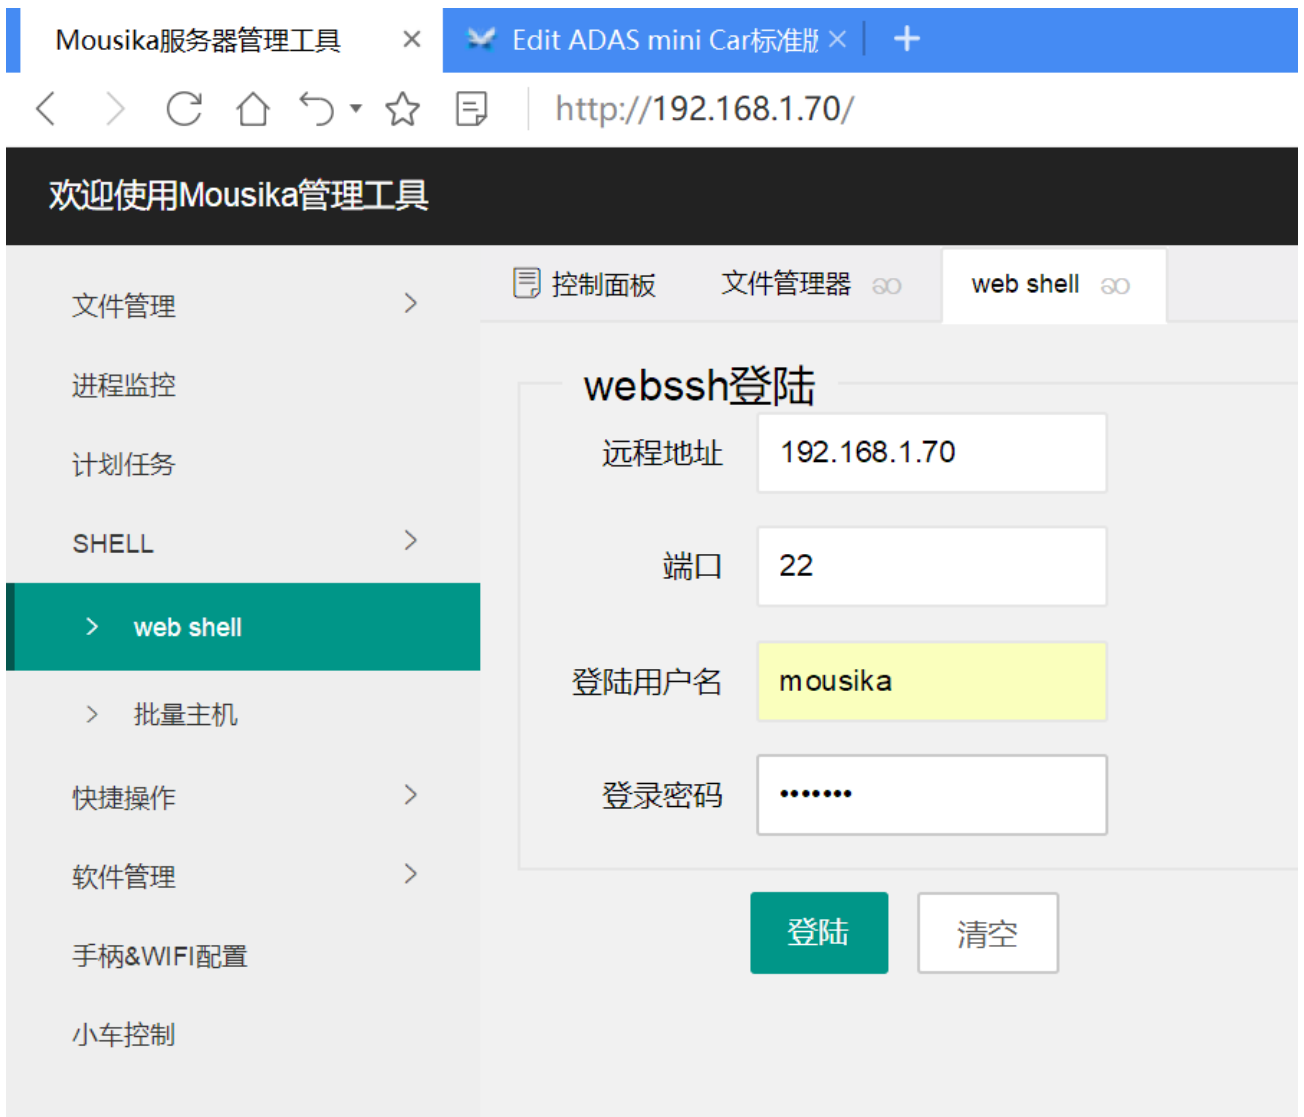 Mousika服务器管理工具
Edit ADAS mini Car标准版
http://192.168.1.70/
欢迎使用Mousika管理工具
文件管理
进程监控
计划任务
SHELL
web shell
批量主机
快捷操作
软件管理
手柄&WIFI配置
小车控制
控制面板 文件管理器 web shell
webssh登陆
远程地址 192.168.1.70
端口 22
登陆用户名 mousika
登录密码 •••••••
登陆 清空